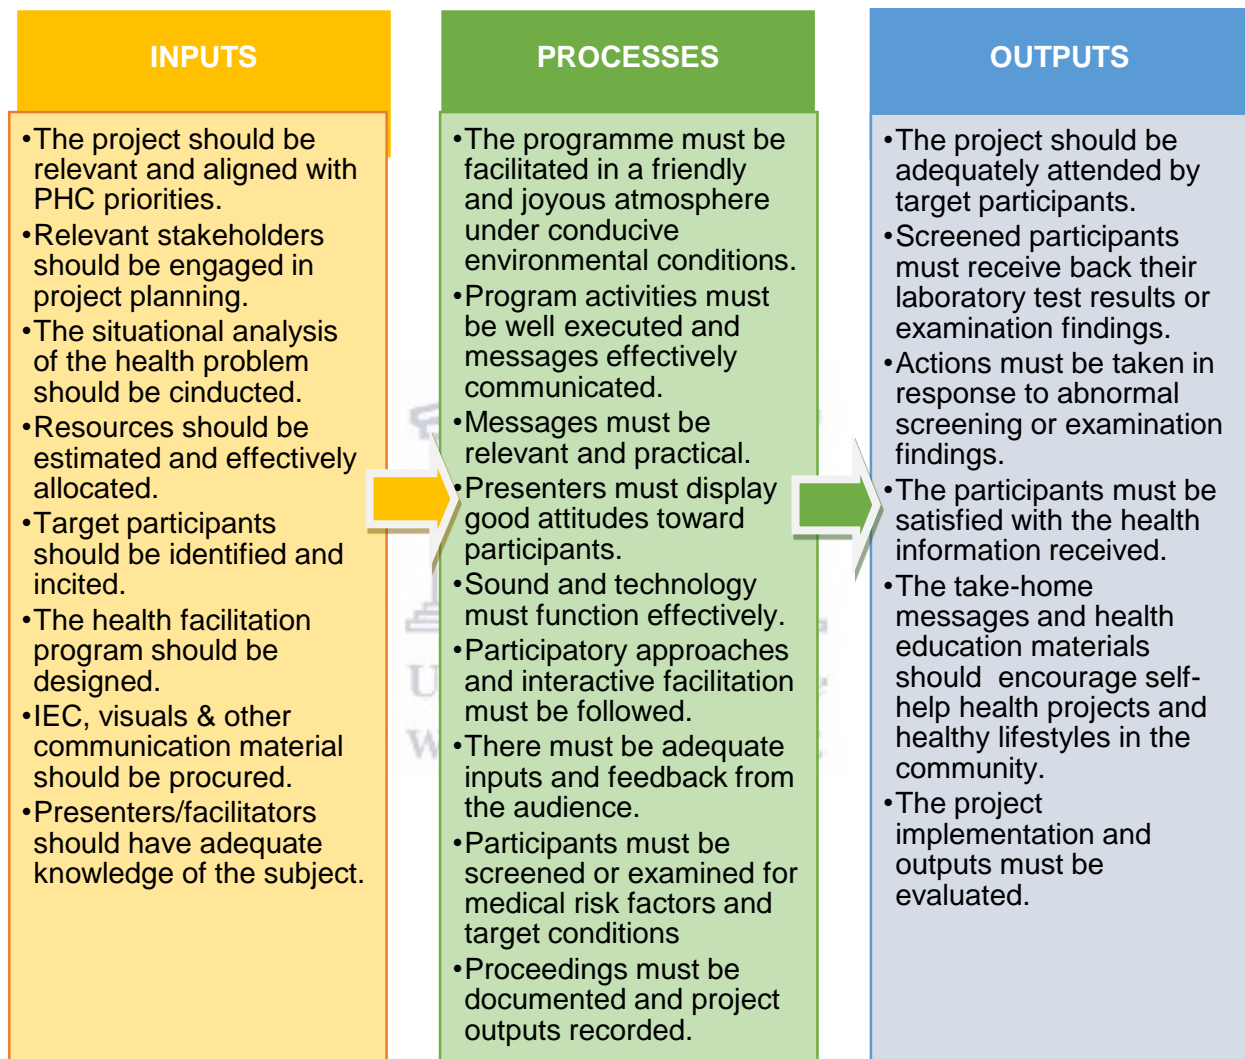 INPUTS
•The project should be
relevant and aligned with
PHC priorities.
•Relevant stakeholders
should be engaged in
project planning.
•The situational analysis
of the health problem
should be cinducted.
•Resources should be
estimated and effectively
allocated.
•Target participants
should be identified and
incited.
•The health facilitation
program should be
designed.
•IEC, visuals & other
communication material
should be procured.
•Presenters/facilitators
should have adequate
knowledge of the subject.
PROCESSES
•The programme must be
facilitated in a friendly
and joyous atmosphere
under conducive
environmental conditions.
•Program activities must
be well executed and
messages effectively
communicated.
•Messages must be
relevant and practical.
•Presenters must display
good attitudes toward
participants.
•Sound and technology
must function effectively.
•Participatory approaches
and interactive facilitation
must be followed.
•There must be adequate
inputs and feedback from
the audience.
•Participants must be
screened or examined for
medical risk factors and
target conditions
•Proceedings must be
documented and project
outputs recorded.
OUTPUTS
•The project should be
adequately attended by
target participants.
•Screened participants
must receive back their
laboratory test results or
examination findings.
•Actions must be taken in
response to abnormal
screening or examination
findings.
•The participants must be
satisfied with the health
information received.
•The take-home
messages and health
education materials
should  encourage self-
help health projects and
healthy lifestyles in the
community.
•The project
implementation and
outputs must be
evaluated.